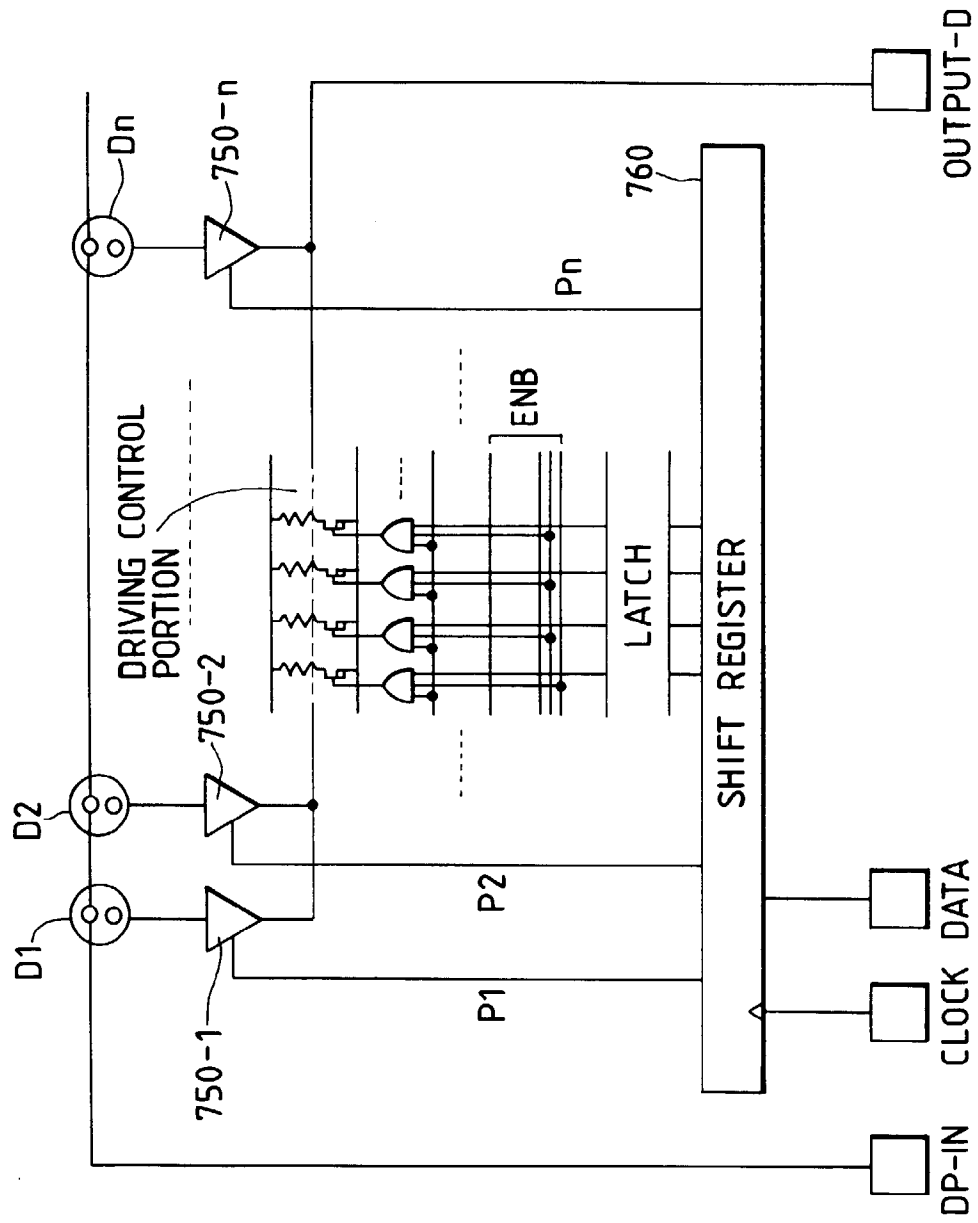 D1
D2
Dn
750-1
750-2
750-n
DRIVING CONTROL
PORTION
P1
P2
Pn
ENB
LATCH
760
SHIFT REGISTER
DP-IN
CLOCK
DATA
OUTPUT-D